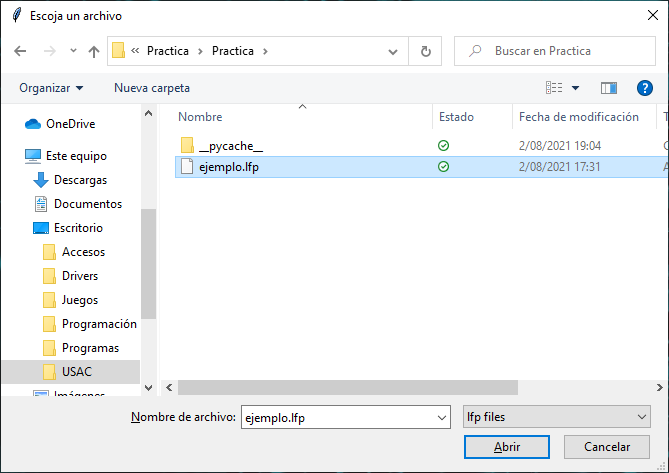 Escoja un archivo
« Practica > Practica >
Buscar en Practica
Organizar Nueva carpeta
Nombre Estado Fecha de modificación
__pycache__ 2/08/2021 19:04
ejemplo.lfp 2/08/2021 17:31
OneDrive
Este equipo
Descargas
Documentos
Escritorio
Accesos
Drivers
Juegos
Programación
Programas
USAC
Imágenes
Nombre de archivo: ejemplo.lfp lfp files
Abrir Cancelar